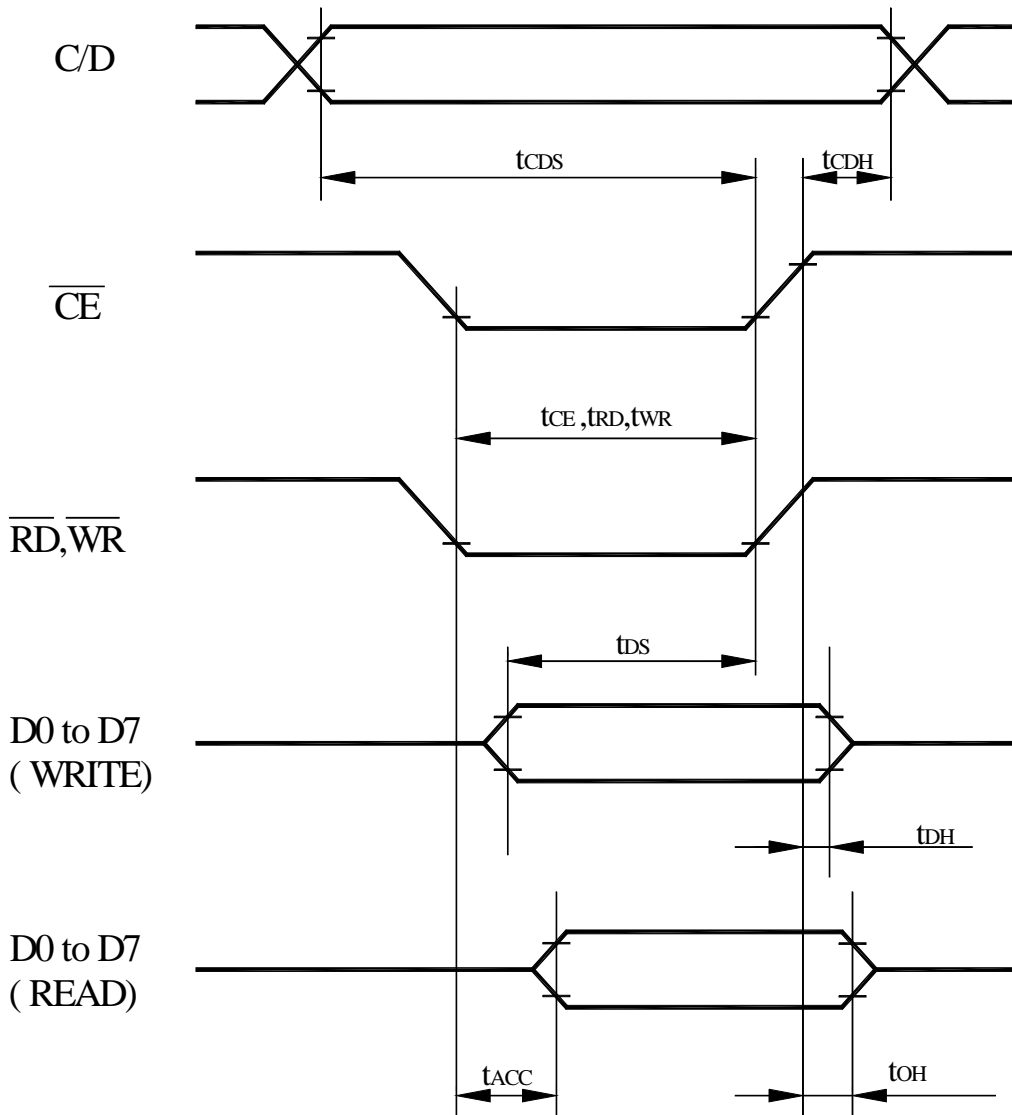 C/D
tCDS
tCDH
CE
tCE ,tRD,tWR
RD,WR
tDS
D0 to D7
( WRITE)
tDH
D0 to D7
( READ)
tACC
tOH